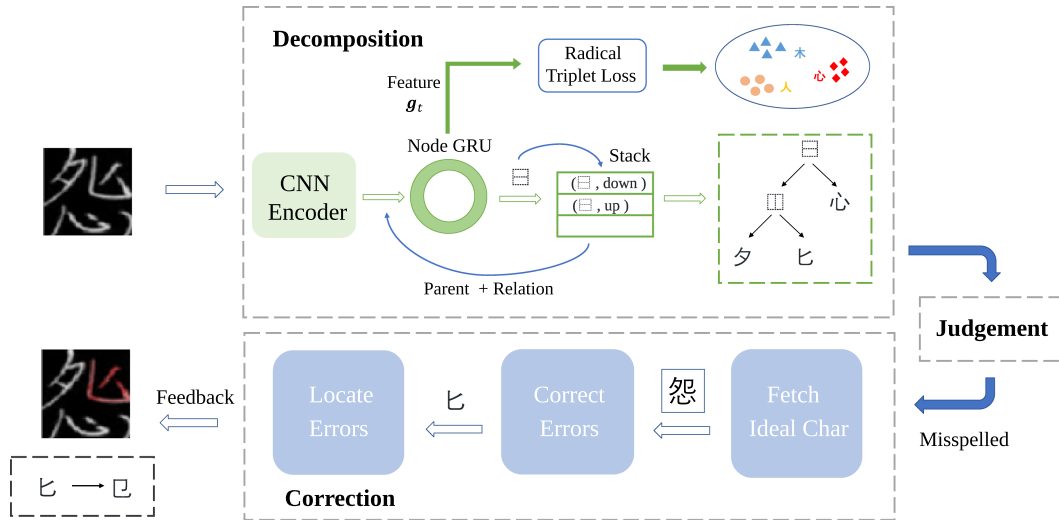 Decomposition
Radical
Triplet Loss
木
心
人
Feature
𝒈ₜ
Node GRU
Stack
CNN
Encoder
⿱
(⿱, down)
(⿱, up)
Parent + Relation
⿱
⿰
心
夕
匕
Judgement
Misspelled
Fetch
Ideal Char
怨
Correct
Errors
匕
Locate
Errors
Correction
Feedback
匕 → 㔾